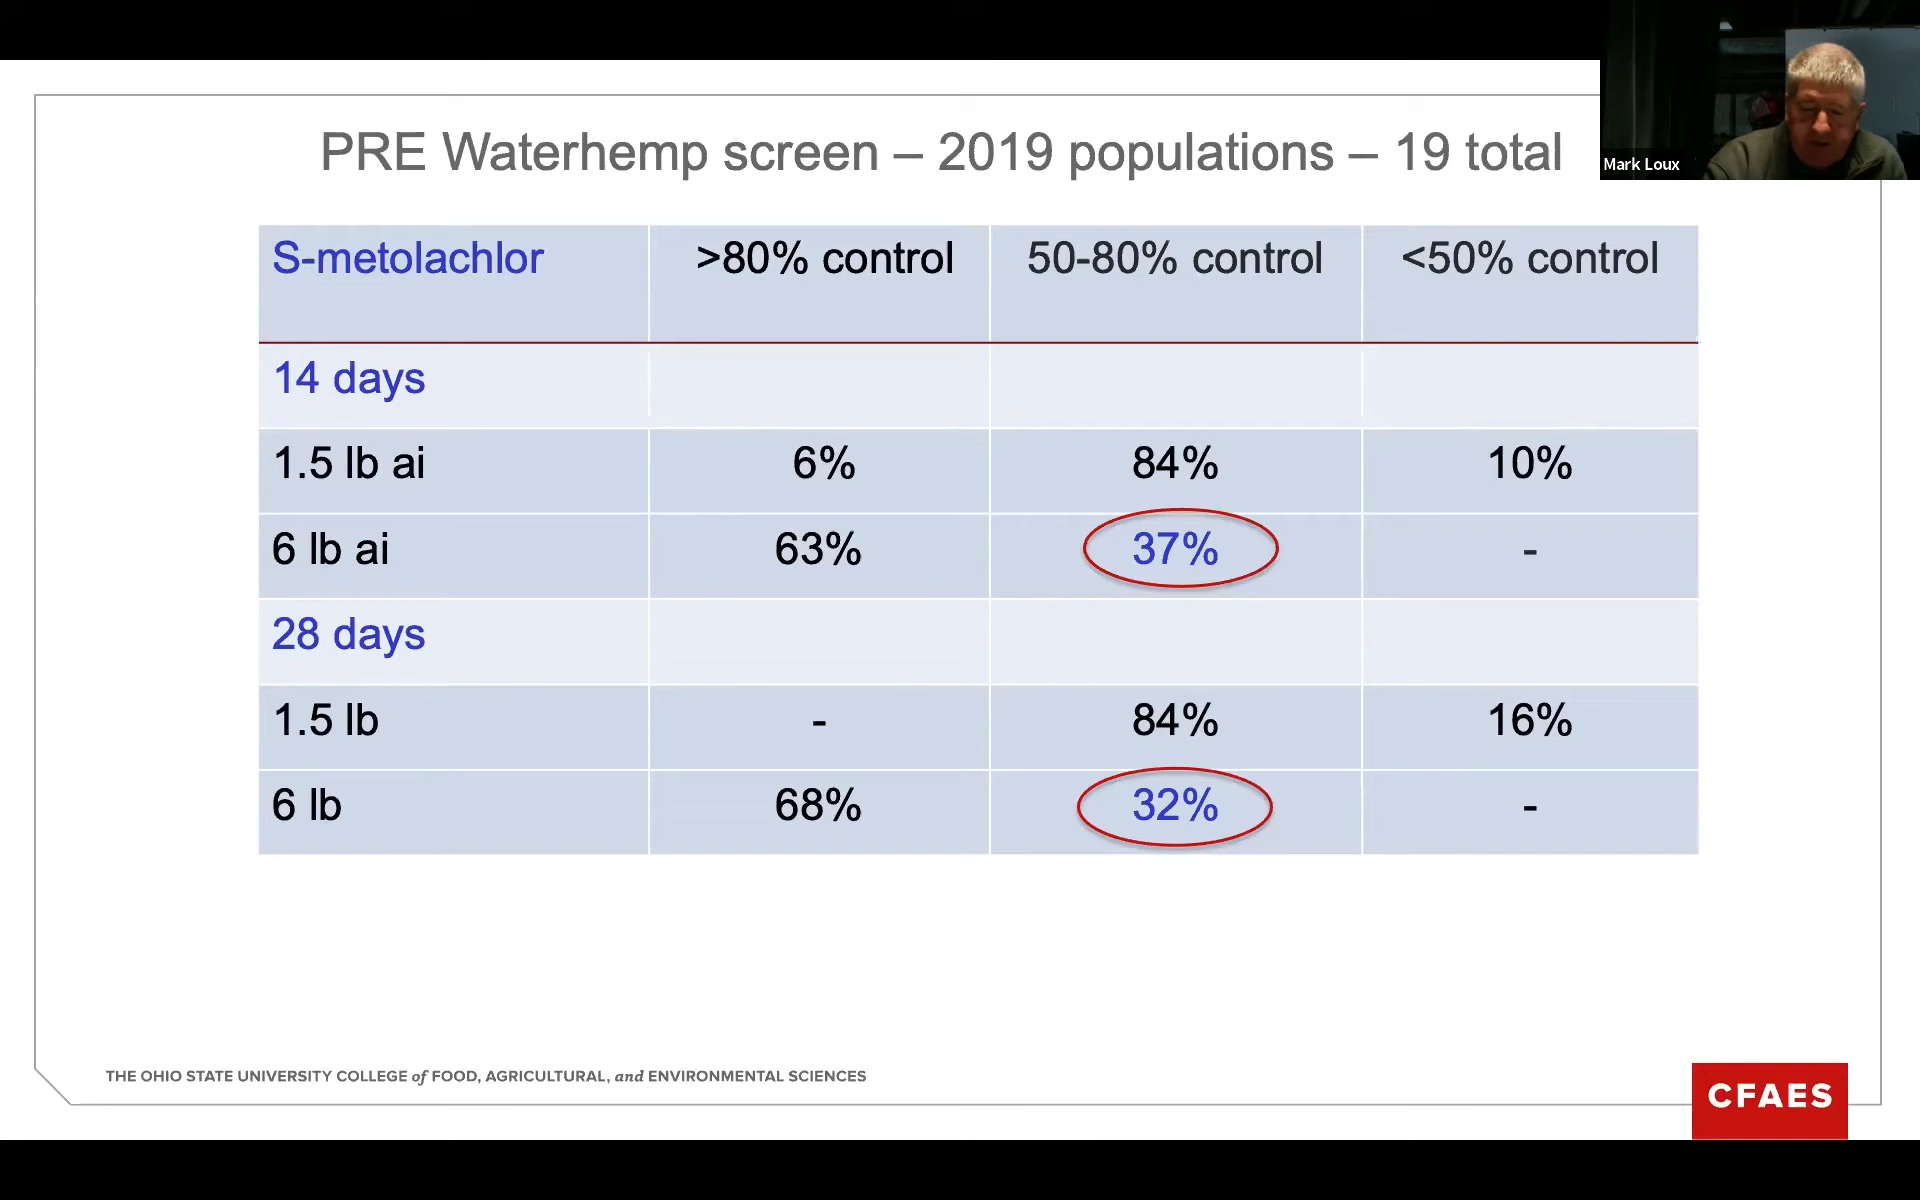 Mark Loux
PRE Waterhemp screen – 2019 populations – 19 total
S-metolachlor >80% control 50-80% control <50% control
14 days
1.5 lb ai 6% 84% 10%
6 lb ai 63% 37% -
28 days
1.5 lb - 84% 16%
6 lb 68% 32% -
THE OHIO STATE UNIVERSITY COLLEGE of FOOD, AGRICULTURAL, and ENVIRONMENTAL SCIENCES
CFAES